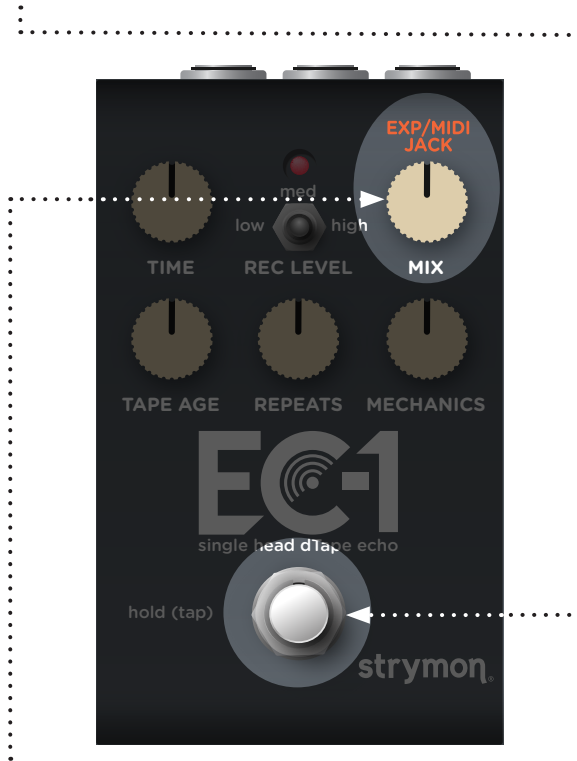 EXP/MIDI
JACK
med
low high
TIME REC LEVEL MIX
TAPE AGE REPEATS MECHANICS
EC-1
single head dTape echo
hold (tap)
strymon®